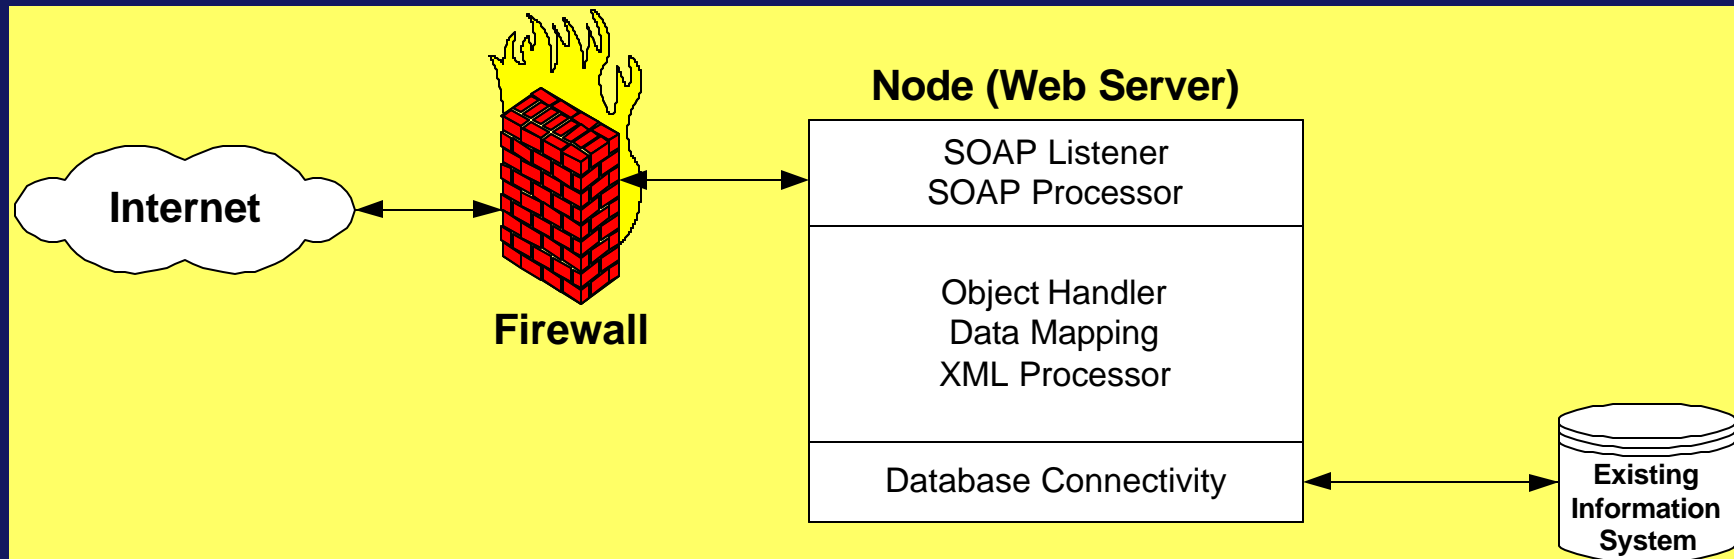 Node (Web Server)
SOAP Listener
SOAP Processor
Internet
Object Handler
Data Mapping
XML Processor
Firewall
Database Connectivity
Existing
Information
System